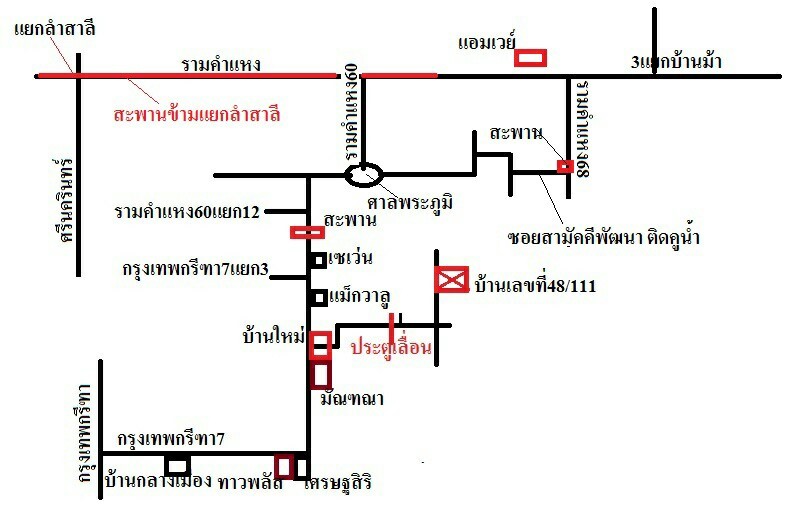 แยกลำสาลี
แอมเวย์
รามคำแหง
3แยกบ้านม้า
สะพานข้ามแยกลำสาลี
รามคำแหง60
รามคำแหง68
สะพาน
ศรีนครินทร์
ศาลพระภูมิ
รามคำแหง60แยก12
สะพาน
ซอยสามัคคีพัฒนา ติดคูน้ำ
เซเว่น
กรุงเทพกรีฑา7แยก3
บ้านเลขที่48/111
แม็กวาลู
บ้านใหม่
ประตูเลื่อน
มัณฑณา
กรุงเทพกรีฑา
กรุงเทพกรีฑา7
บ้านกลางเมือง
ทาวพลัส
เศรษฐสิริ